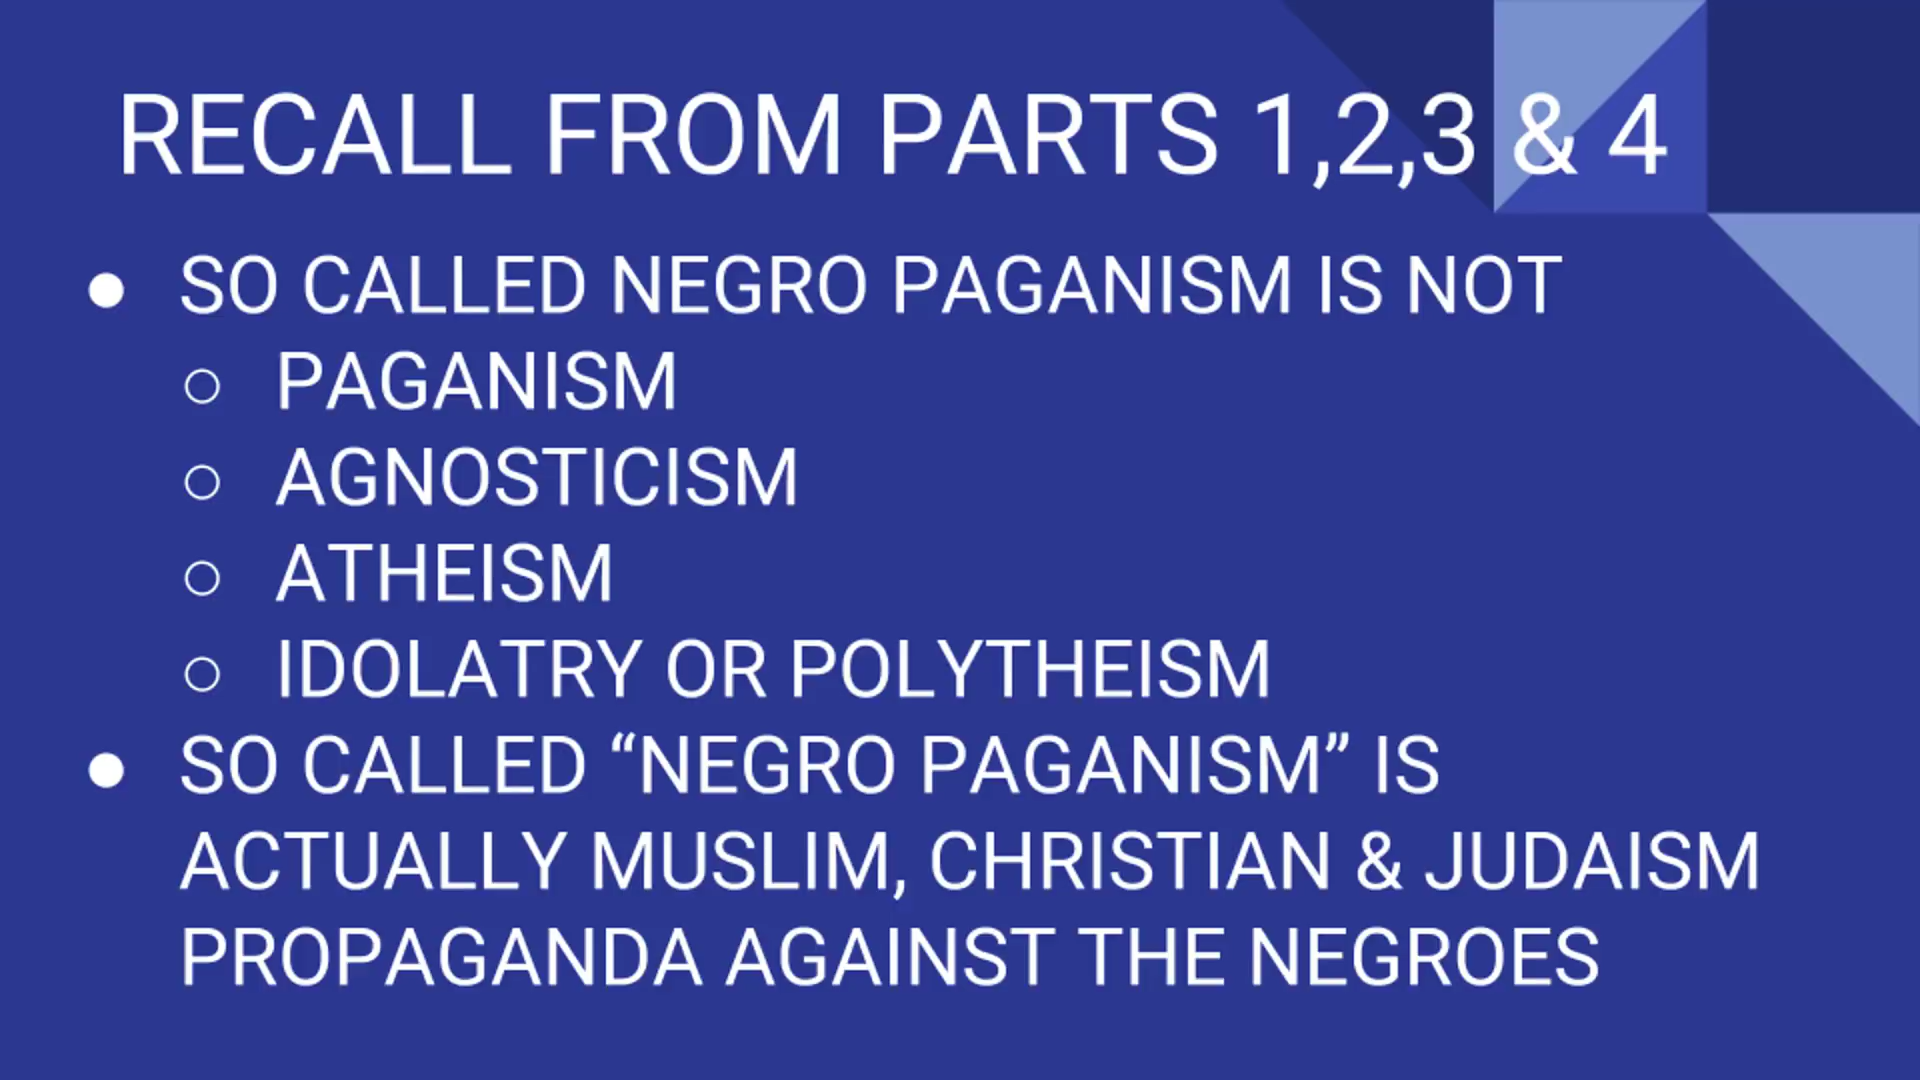 RECALL FROM PARTS 1,2,3 & 4
● SO CALLED NEGRO PAGANISM IS NOT
○ PAGANISM
○ AGNOSTICISM
○ ATHEISM
○ IDOLATRY OR POLYTHEISM
● SO CALLED “NEGRO PAGANISM” IS
ACTUALLY MUSLIM, CHRISTIAN & JUDAISM
PROPAGANDA AGAINST THE NEGROES